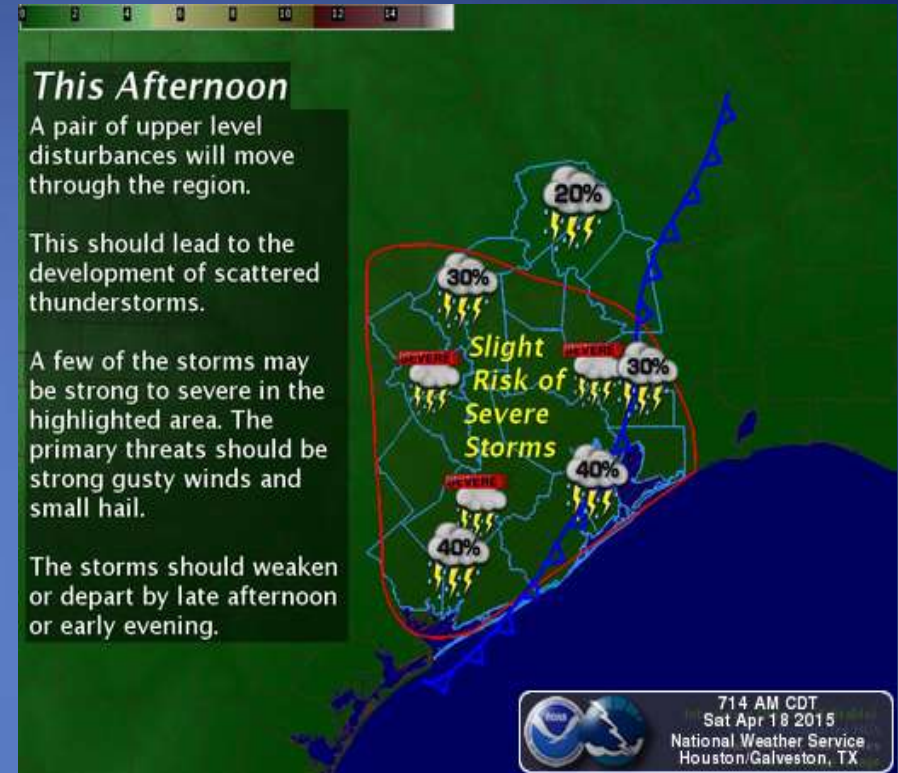 0 2 4 6 8 10 12 14
This Afternoon
A pair of upper level
disturbances will move
through the region.
This should lead to the
development of scattered
thunderstorms.
A few of the storms may
be strong to severe in the
highlighted area. The
primary threats should be
strong gusty winds and
small hail.
The storms should weaken
or depart by late afternoon
or early evening.
20%
30%
SEVERE
Slight
Risk of
Severe
Storms
SEVERE
30%
40%
SEVERE
40%
714 AM CDT
Sat Apr 18 2015
National Weather Service
Houston/Galveston, TX